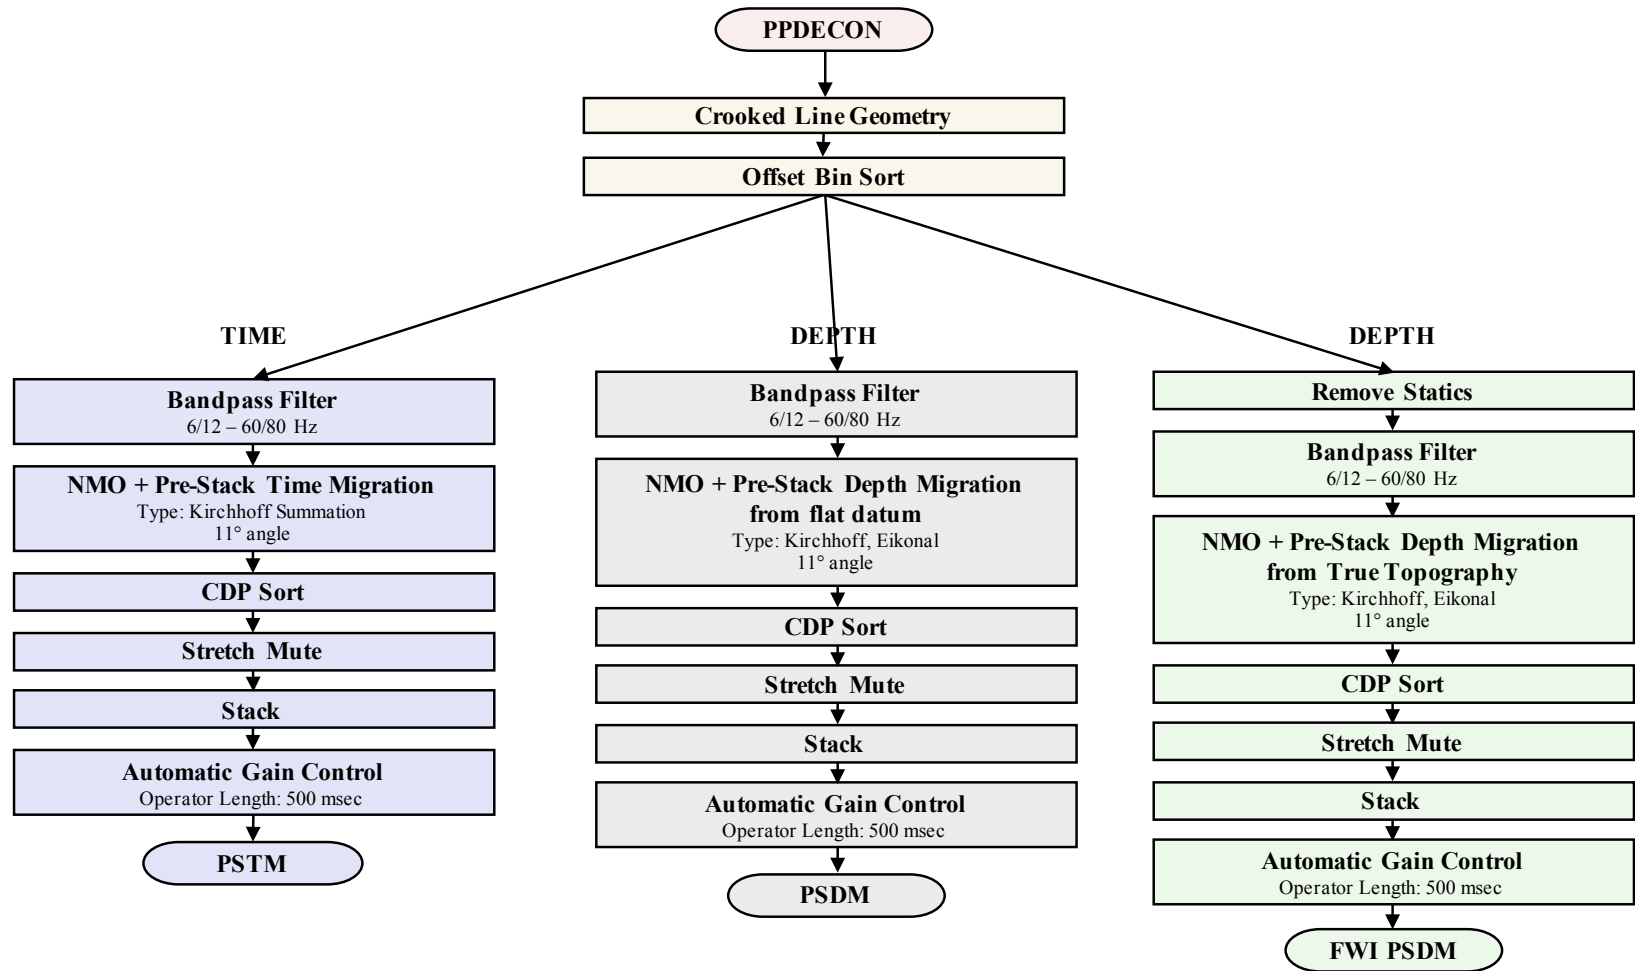 PPDECON
Crooked Line Geometry
Offset Bin Sort
TIME
Bandpass Filter
6/12 – 60/80 Hz
NMO + Pre-Stack Time Migration
Type: Kirchhoff Summation
11° angle
CDP Sort
Stretch Mute
Stack
Automatic Gain Control
Operator Length: 500 msec
PSTM
DEPTH
Bandpass Filter
6/12 – 60/80 Hz
NMO + Pre-Stack Depth Migration
from flat datum
Type: Kirchhoff, Eikonal
11° angle
CDP Sort
Stretch Mute
Stack
Automatic Gain Control
Operator Length: 500 msec
PSDM
DEPTH
Remove Statics
Bandpass Filter
6/12 – 60/80 Hz
NMO + Pre-Stack Depth Migration
from True Topography
Type: Kirchhoff, Eikonal
11° angle
CDP Sort
Stretch Mute
Stack
Automatic Gain Control
Operator Length: 500 msec
FWI PSDM